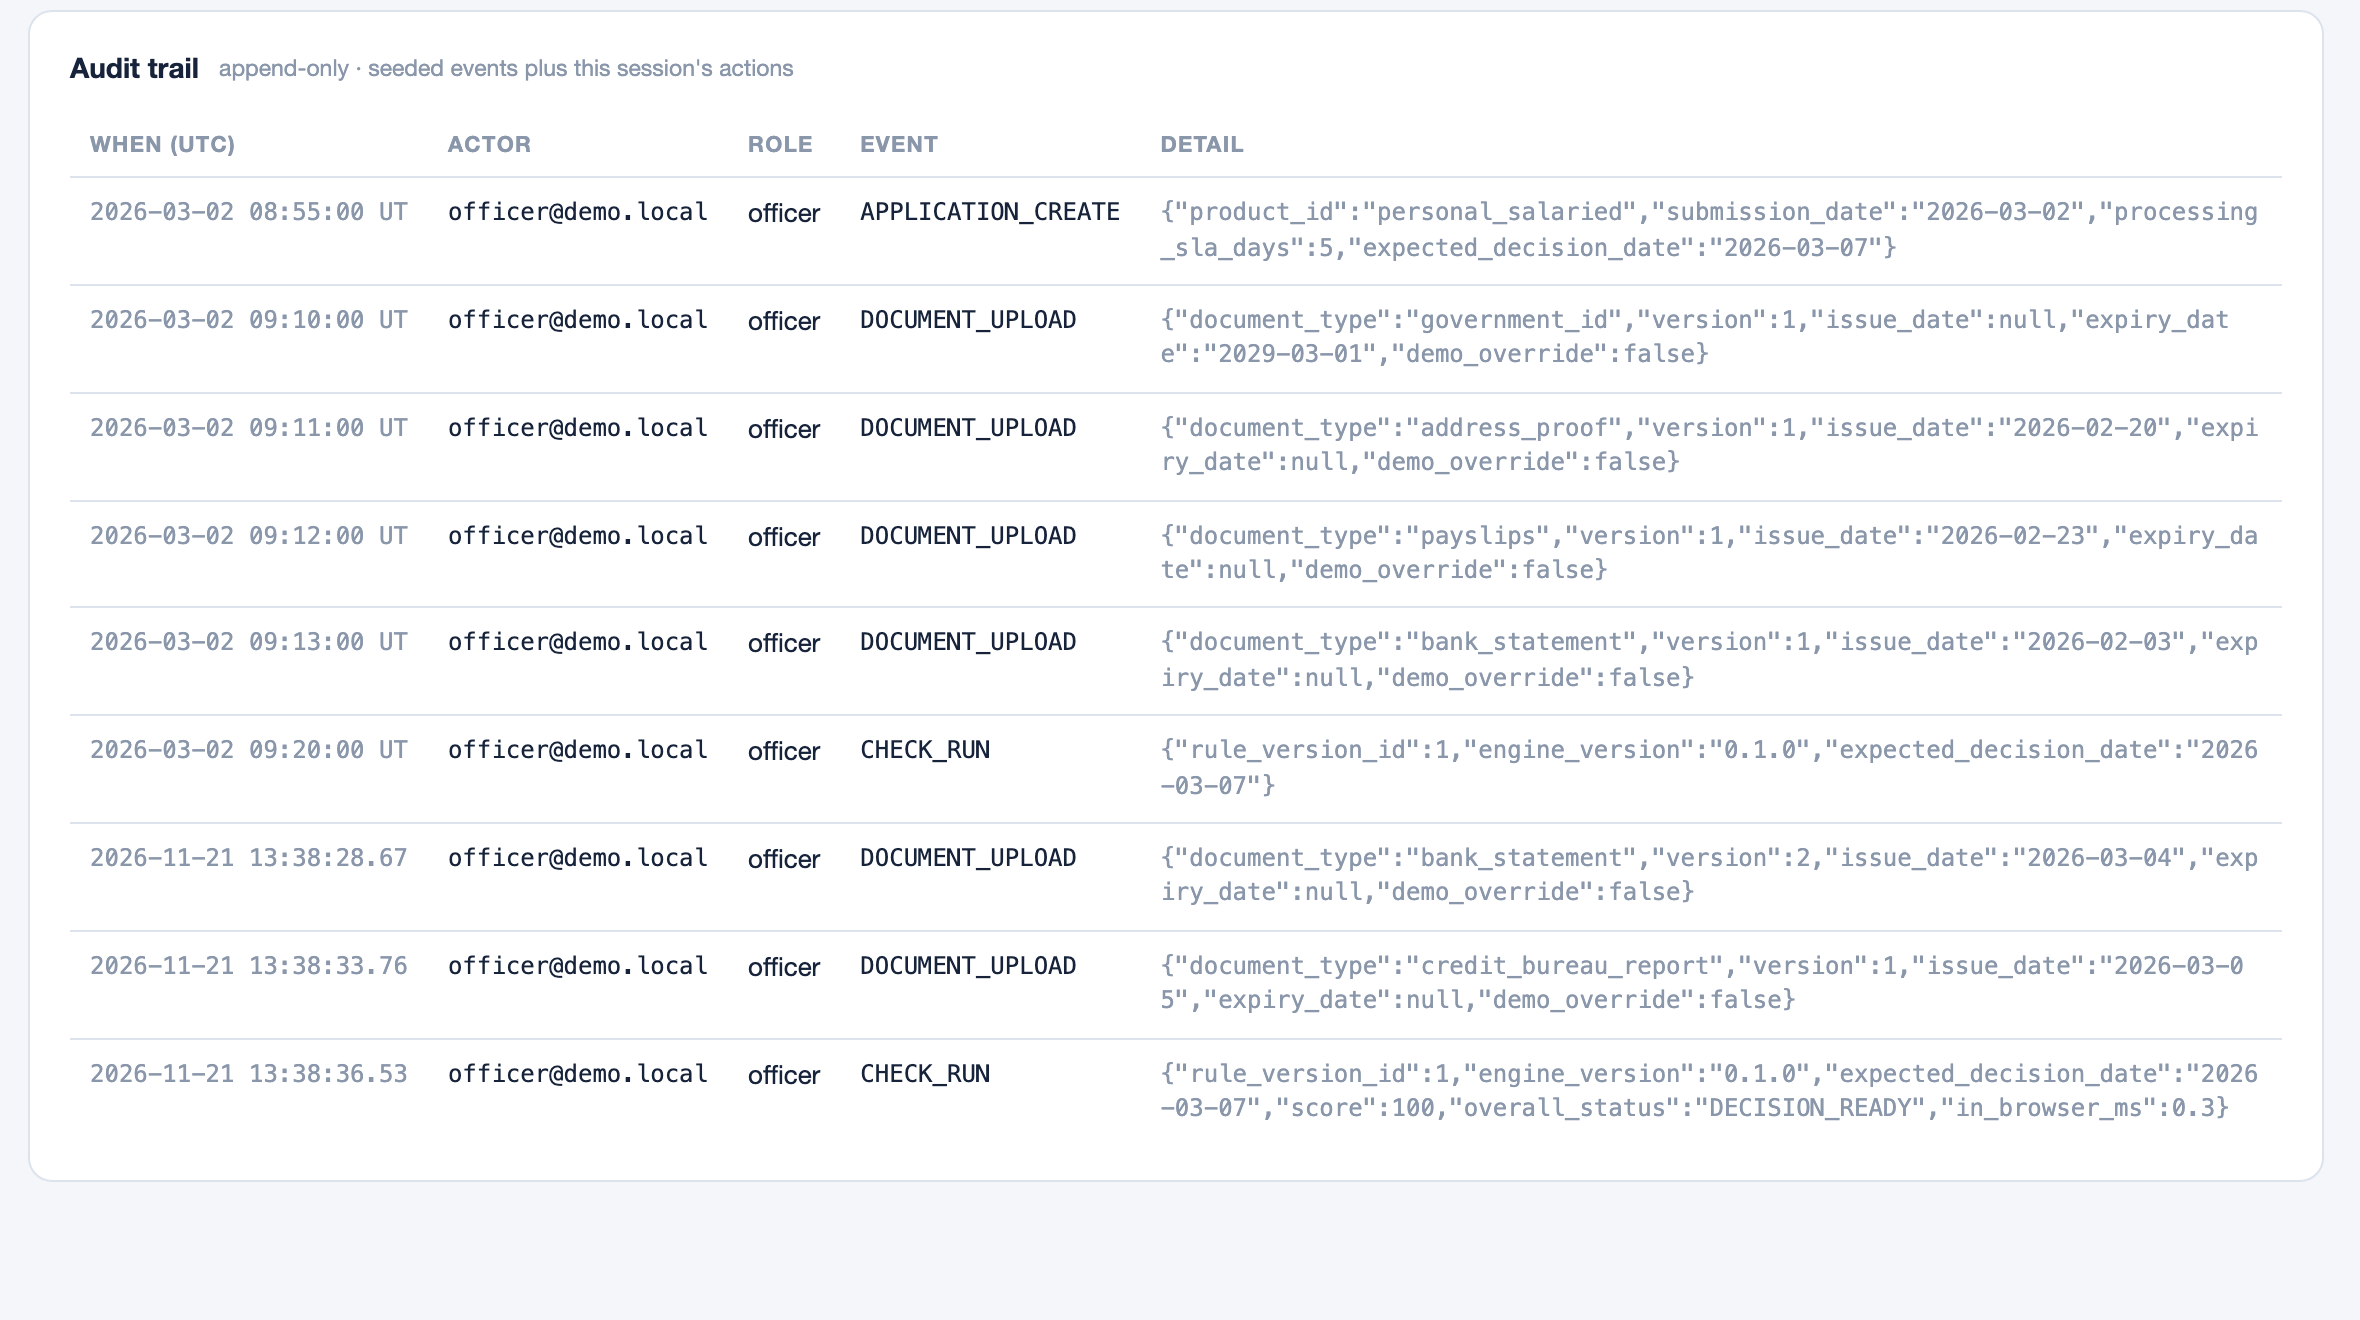 Audit trail append-only · seeded events plus this session's actions
WHEN (UTC) ACTOR ROLE EVENT DETAIL
2026-03-02 08:55:00 UT officer@demo.local officer APPLICATION_CREATE {"product_id":"personal_salaried","submission_date":"2026-03-02","processing
_sla_days":5,"expected_decision_date":"2026-03-07"}
2026-03-02 09:10:00 UT officer@demo.local officer DOCUMENT_UPLOAD {"document_type":"government_id","version":1,"issue_date":null,"expiry_dat
e":"2029-03-01","demo_override":false}
2026-03-02 09:11:00 UT officer@demo.local officer DOCUMENT_UPLOAD {"document_type":"address_proof","version":1,"issue_date":"2026-02-20","expi
ry_date":null,"demo_override":false}
2026-03-02 09:12:00 UT officer@demo.local officer DOCUMENT_UPLOAD {"document_type":"payslips","version":1,"issue_date":"2026-02-23","expiry_da
te":null,"demo_override":false}
2026-03-02 09:13:00 UT officer@demo.local officer DOCUMENT_UPLOAD {"document_type":"bank_statement","version":1,"issue_date":"2026-02-03","exp
iry_date":null,"demo_override":false}
2026-03-02 09:20:00 UT officer@demo.local officer CHECK_RUN {"rule_version_id":1,"engine_version":"0.1.0","expected_decision_date":"2026
-03-07"}
2026-11-21 13:38:28.67 officer@demo.local officer DOCUMENT_UPLOAD {"document_type":"bank_statement","version":2,"issue_date":"2026-03-04","exp
iry_date":null,"demo_override":false}
2026-11-21 13:38:33.76 officer@demo.local officer DOCUMENT_UPLOAD {"document_type":"credit_bureau_report","version":1,"issue_date":"2026-03-0
5","expiry_date":null,"demo_override":false}
2026-11-21 13:38:36.53 officer@demo.local officer CHECK_RUN {"rule_version_id":1,"engine_version":"0.1.0","expected_decision_date":"2026
-03-07","score":100,"overall_status":"DECISION_READY","in_browser_ms":0.3}